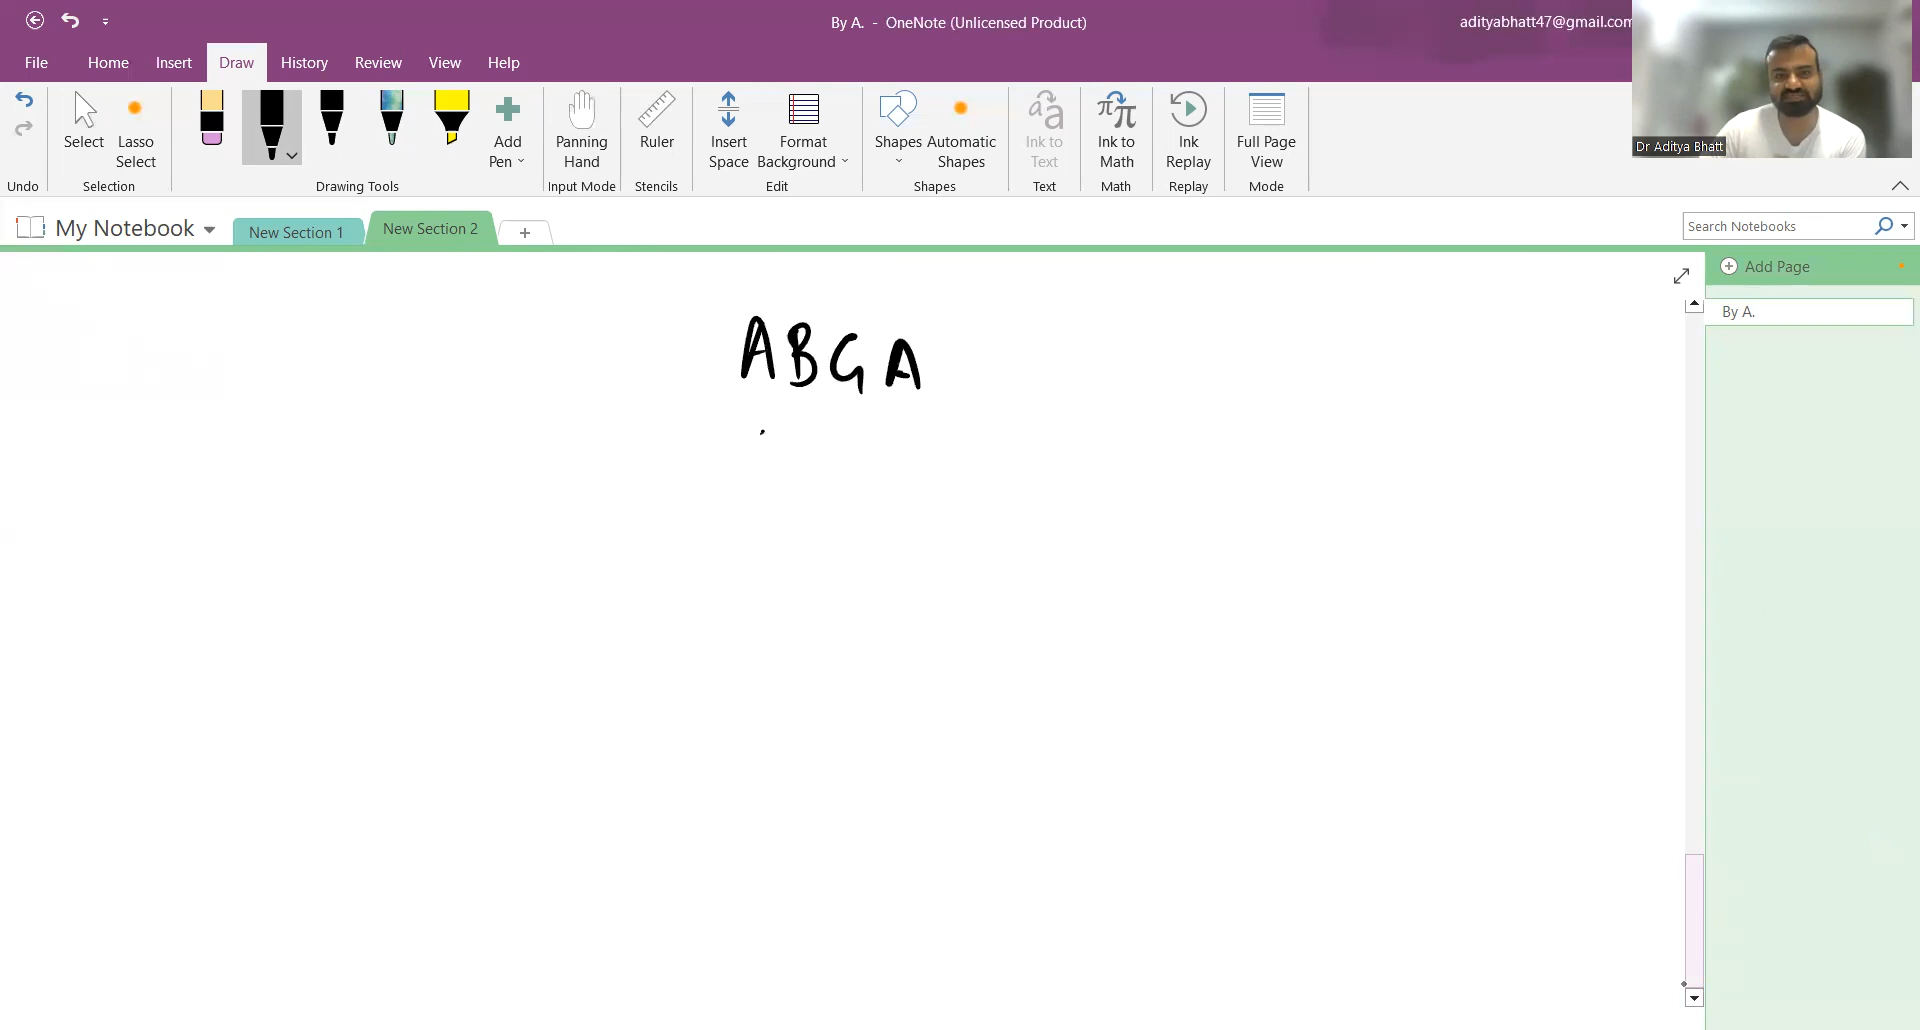 By A. - OneNote (Unlicensed Product)
adityabhatt47@gmail.com
File Home Insert Draw History Review View Help
Select
Lasso Select
Add Pen
Panning Hand
Ruler
Insert Space
Format Background
Shapes
Automatic Shapes
Ink to Text
Ink to Math
Ink Replay
Full Page View
Undo Selection Drawing Tools Input Mode Stencils Edit Shapes Text Math Replay Mode
Dr Aditya Bhatt
My Notebook New Section 1 New Section 2
Search Notebooks
Add Page
By A.
ABGA